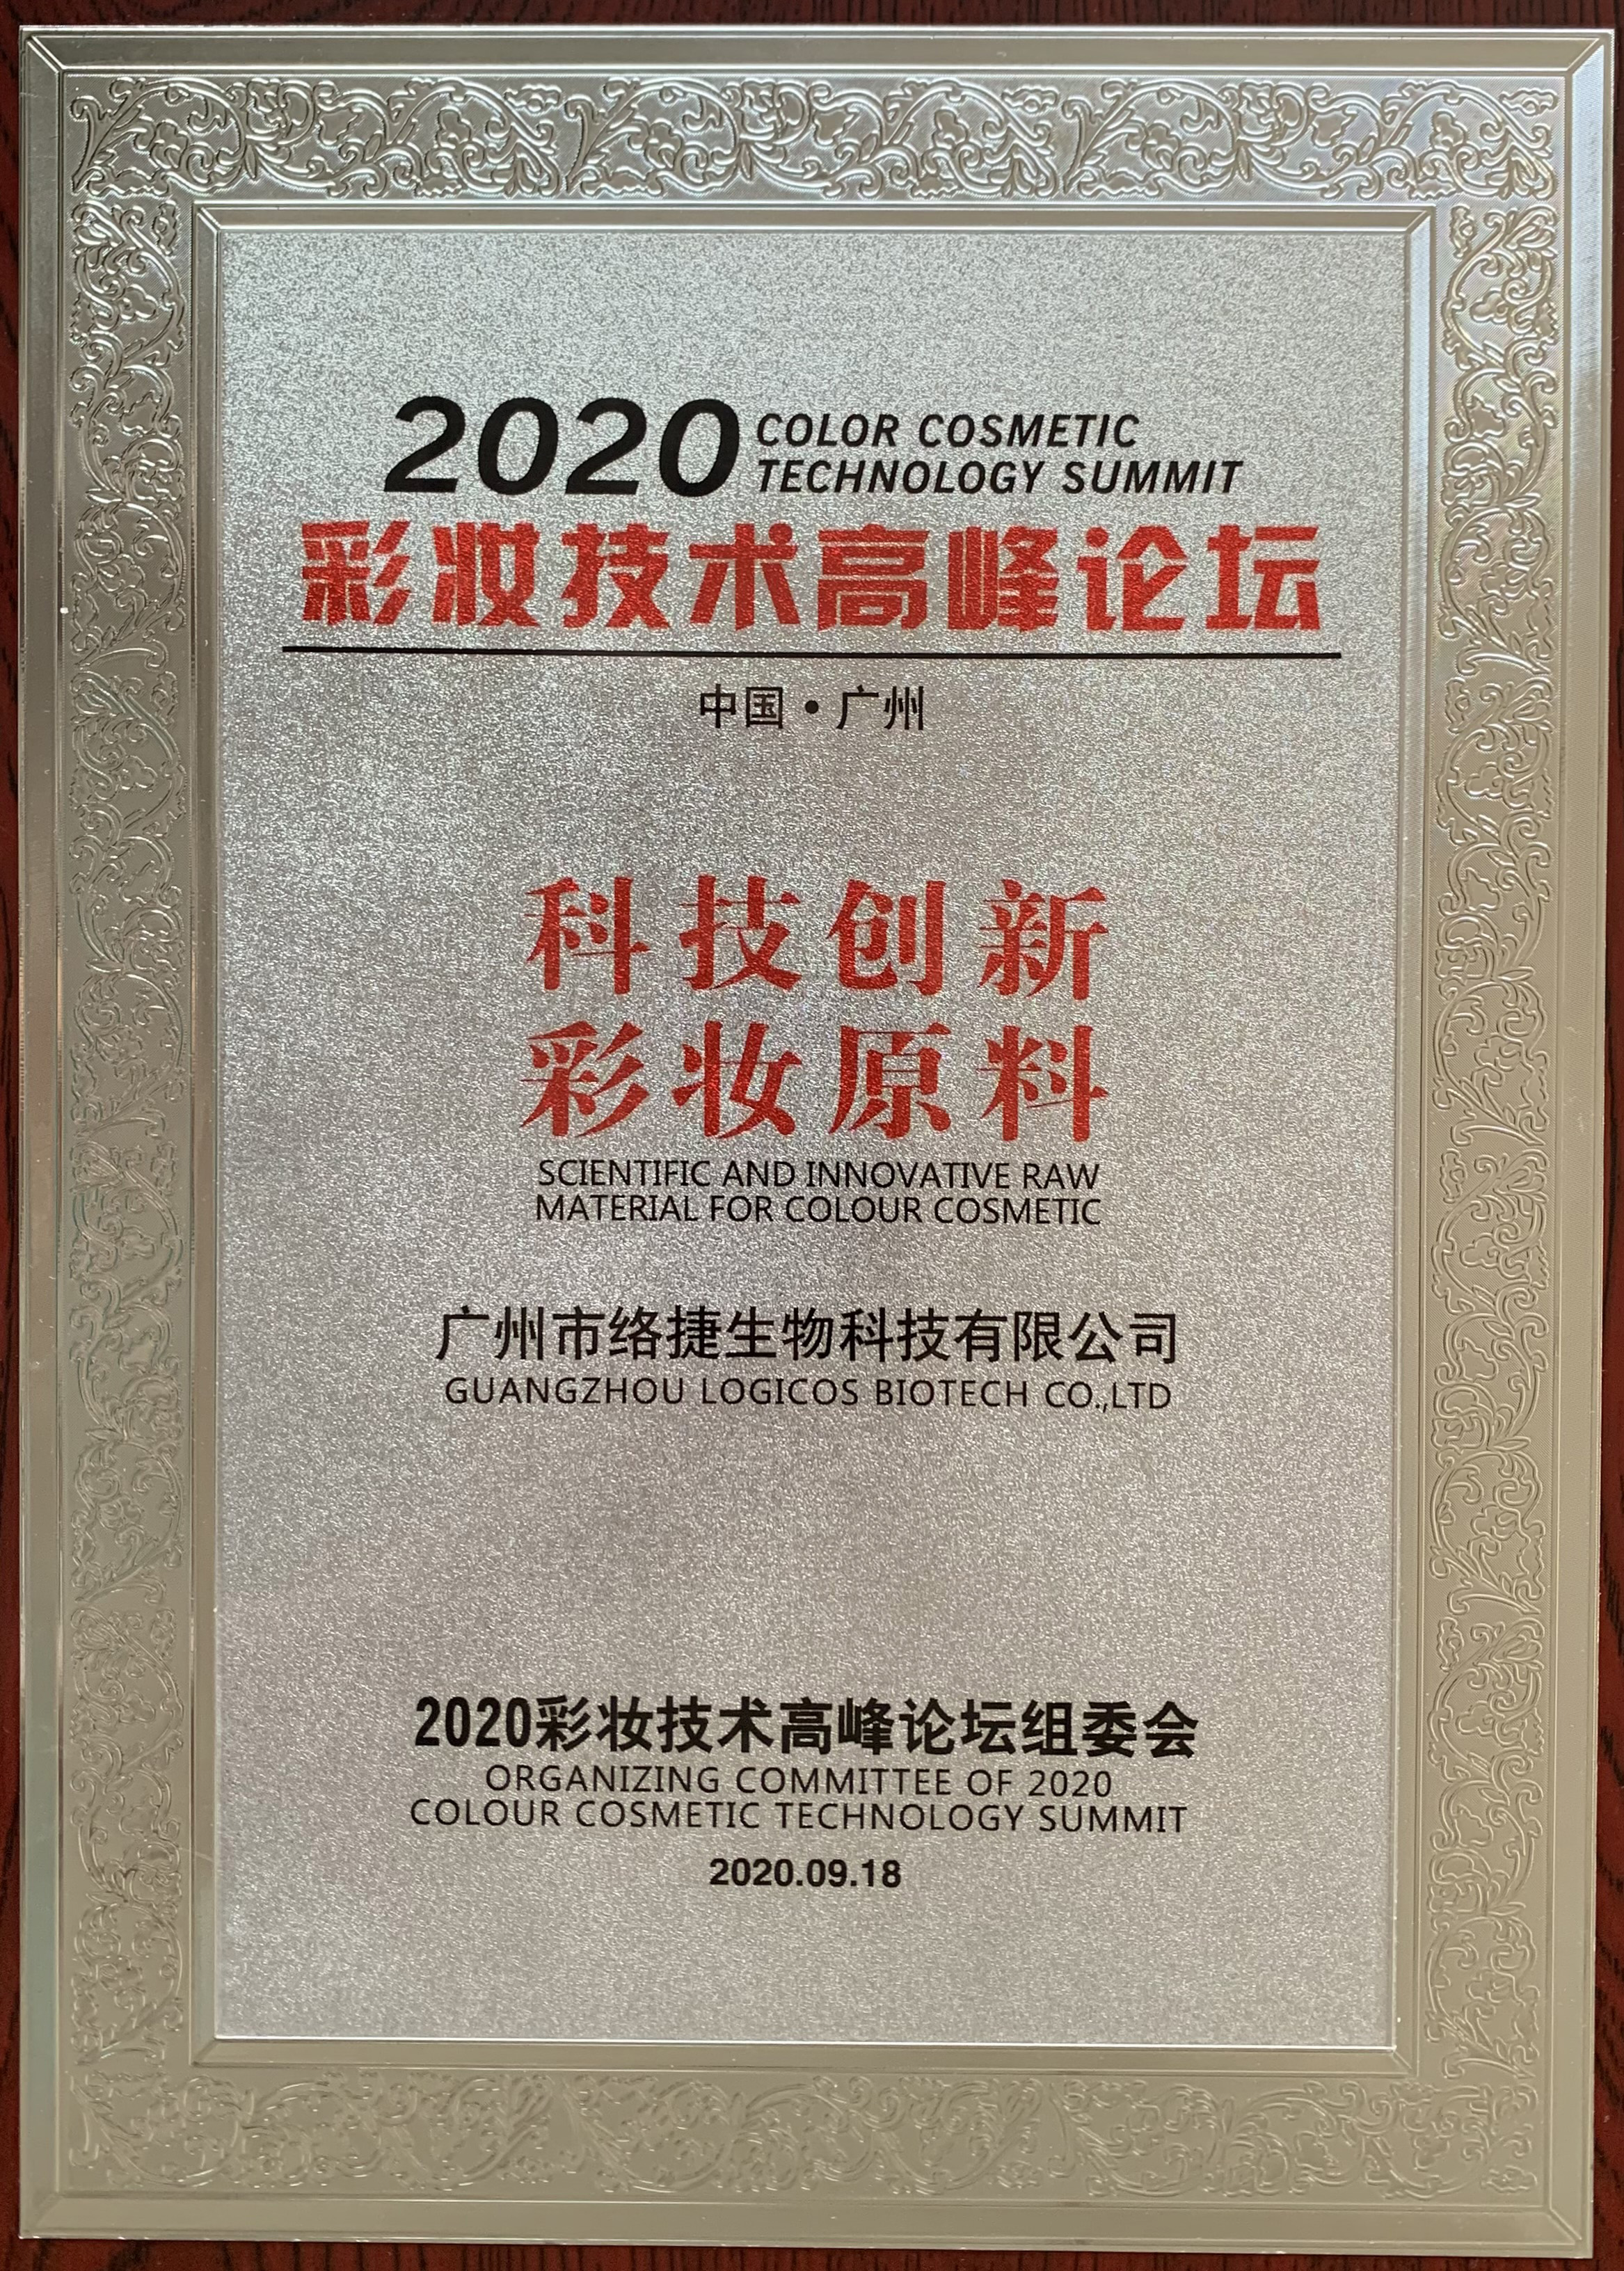 2020 COLOR COSMETIC
TECHNOLOGY SUMMIT
彩妆技术高峰论坛
中国·广州
科技创新
彩妆原料
SCIENTIFIC AND INNOVATIVE RAW
MATERIAL FOR COLOUR COSMETIC
广州市络捷生物科技有限公司
GUANGZHOU LOGICOS BIOTECH CO.,LTD
2020彩妆技术高峰论坛组委会
ORGANIZING COMMITTEE OF 2020
COLOUR COSMETIC TECHNOLOGY SUMMIT
2020.09.18